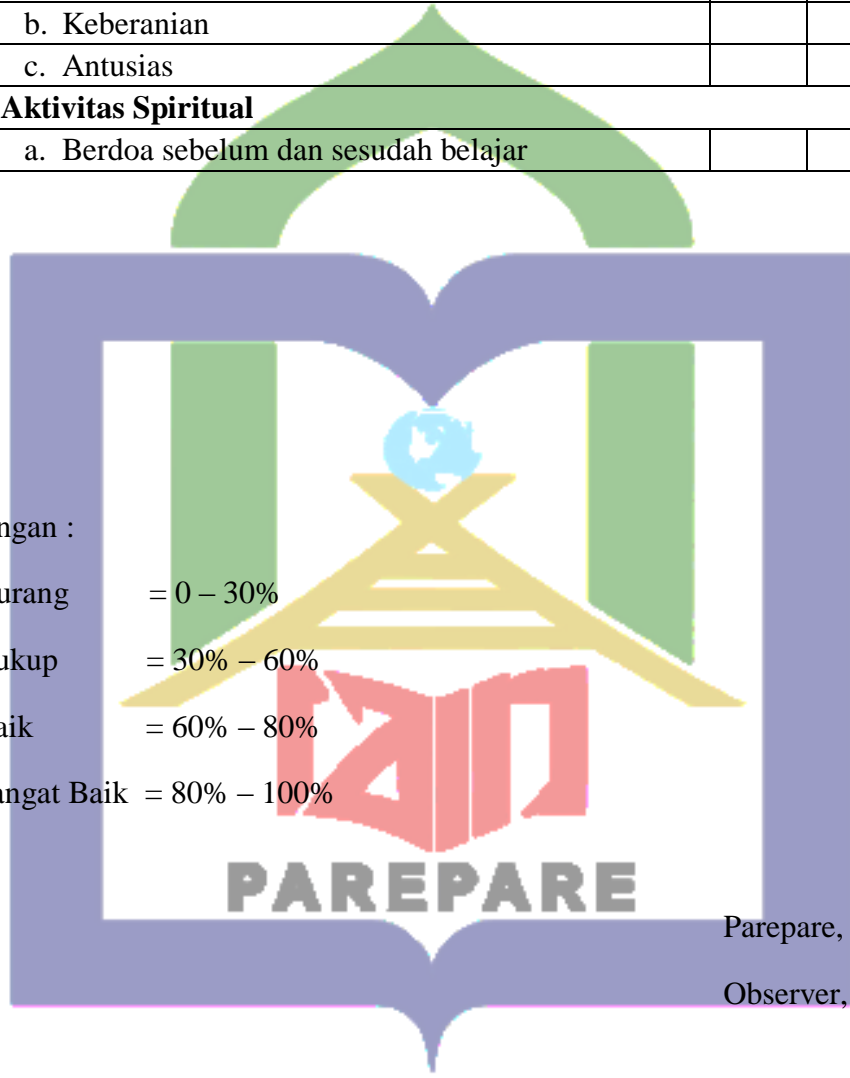 b. Keberanian
c. Antusias
Aktivitas Spiritual
a. Berdoa sebelum dan sesudah belajar
ngan :
urang = 0 – 30%
ukup = 30% – 60%
aik = 60% – 80%
angat Baik = 80% – 100%
iain
PAREPARE
Parepare,
Observer,